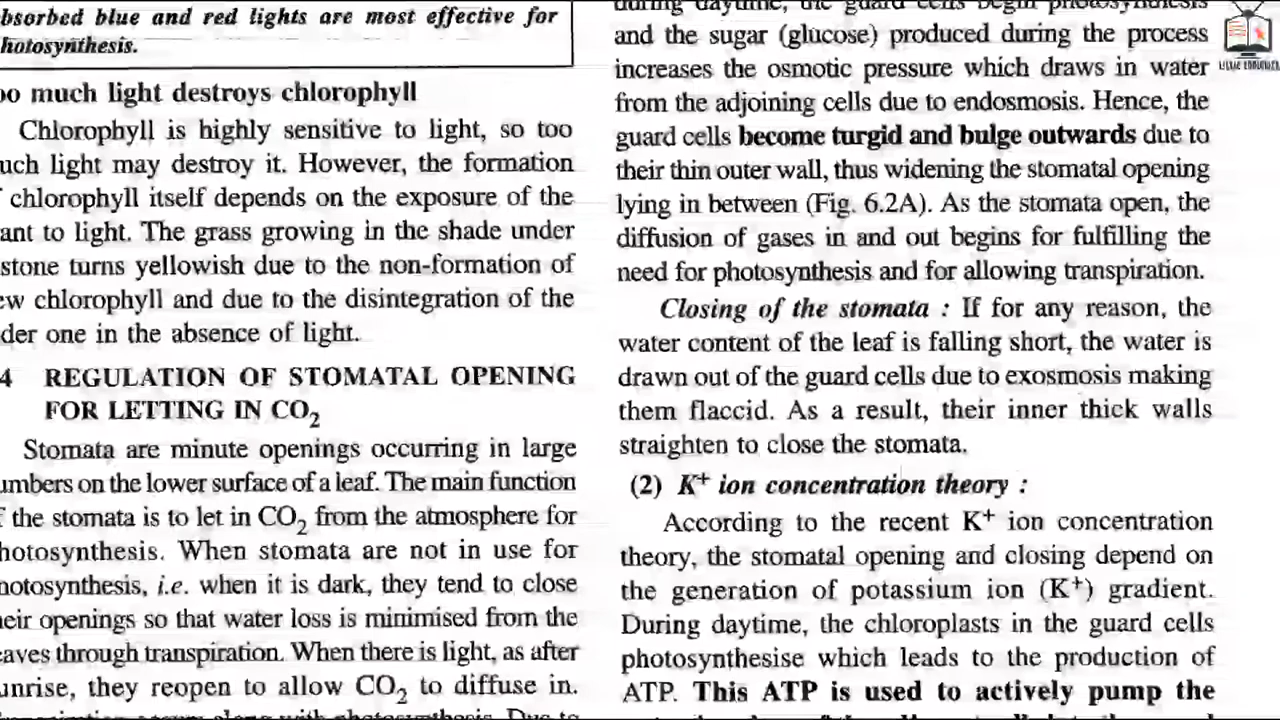 bsorbed blue and red lights are most effective for
hotosynthesis.
oo much light destroys chlorophyll
Chlorophyll is highly sensitive to light, so too
uch light may destroy it. However, the formation
f chlorophyll itself depends on the exposure of the
ant to light. The grass growing in the shade under
stone turns yellowish due to the non-formation of
ew chlorophyll and due to the disintegration of the
der one in the absence of light.
4 REGULATION OF STOMATAL OPENING
FOR LETTING IN CO2
Stomata are minute openings occurring in large
umbers on the lower surface of a leaf. The main function
f the stomata is to let in CO2 from the atmosphere for
hotosynthesis. When stomata are not in use for
hotosynthesis, i.e. when it is dark, they tend to close
heir openings so that water loss is minimised from the
eaves through transpiration. When there is light, as after
unrise, they reopen to allow CO2 to diffuse in.
along with photosynthesis. Due to
during daytime, the guard cells begin photosynthesis
and the sugar (glucose) produced during the process
increases the osmotic pressure which draws in water
from the adjoining cells due to endosmosis. Hence, the
guard cells become turgid and bulge outwards due to
their thin outer wall, thus widening the stomatal opening
lying in between (Fig. 6.2A). As the stomata open, the
diffusion of gases in and out begins for fulfilling the
need for photosynthesis and for allowing transpiration.
Closing of the stomata : If for any reason, the
water content of the leaf is falling short, the water is
drawn out of the guard cells due to exosmosis making
them flaccid. As a result, their inner thick walls
straighten to close the stomata.
(2) K+ ion concentration theory :
According to the recent K+ ion concentration
theory, the stomatal opening and closing depend on
the generation of potassium ion (K+) gradient.
During daytime, the chloroplasts in the guard cells
photosynthesise which leads to the production of
ATP. This ATP is used to actively pump the